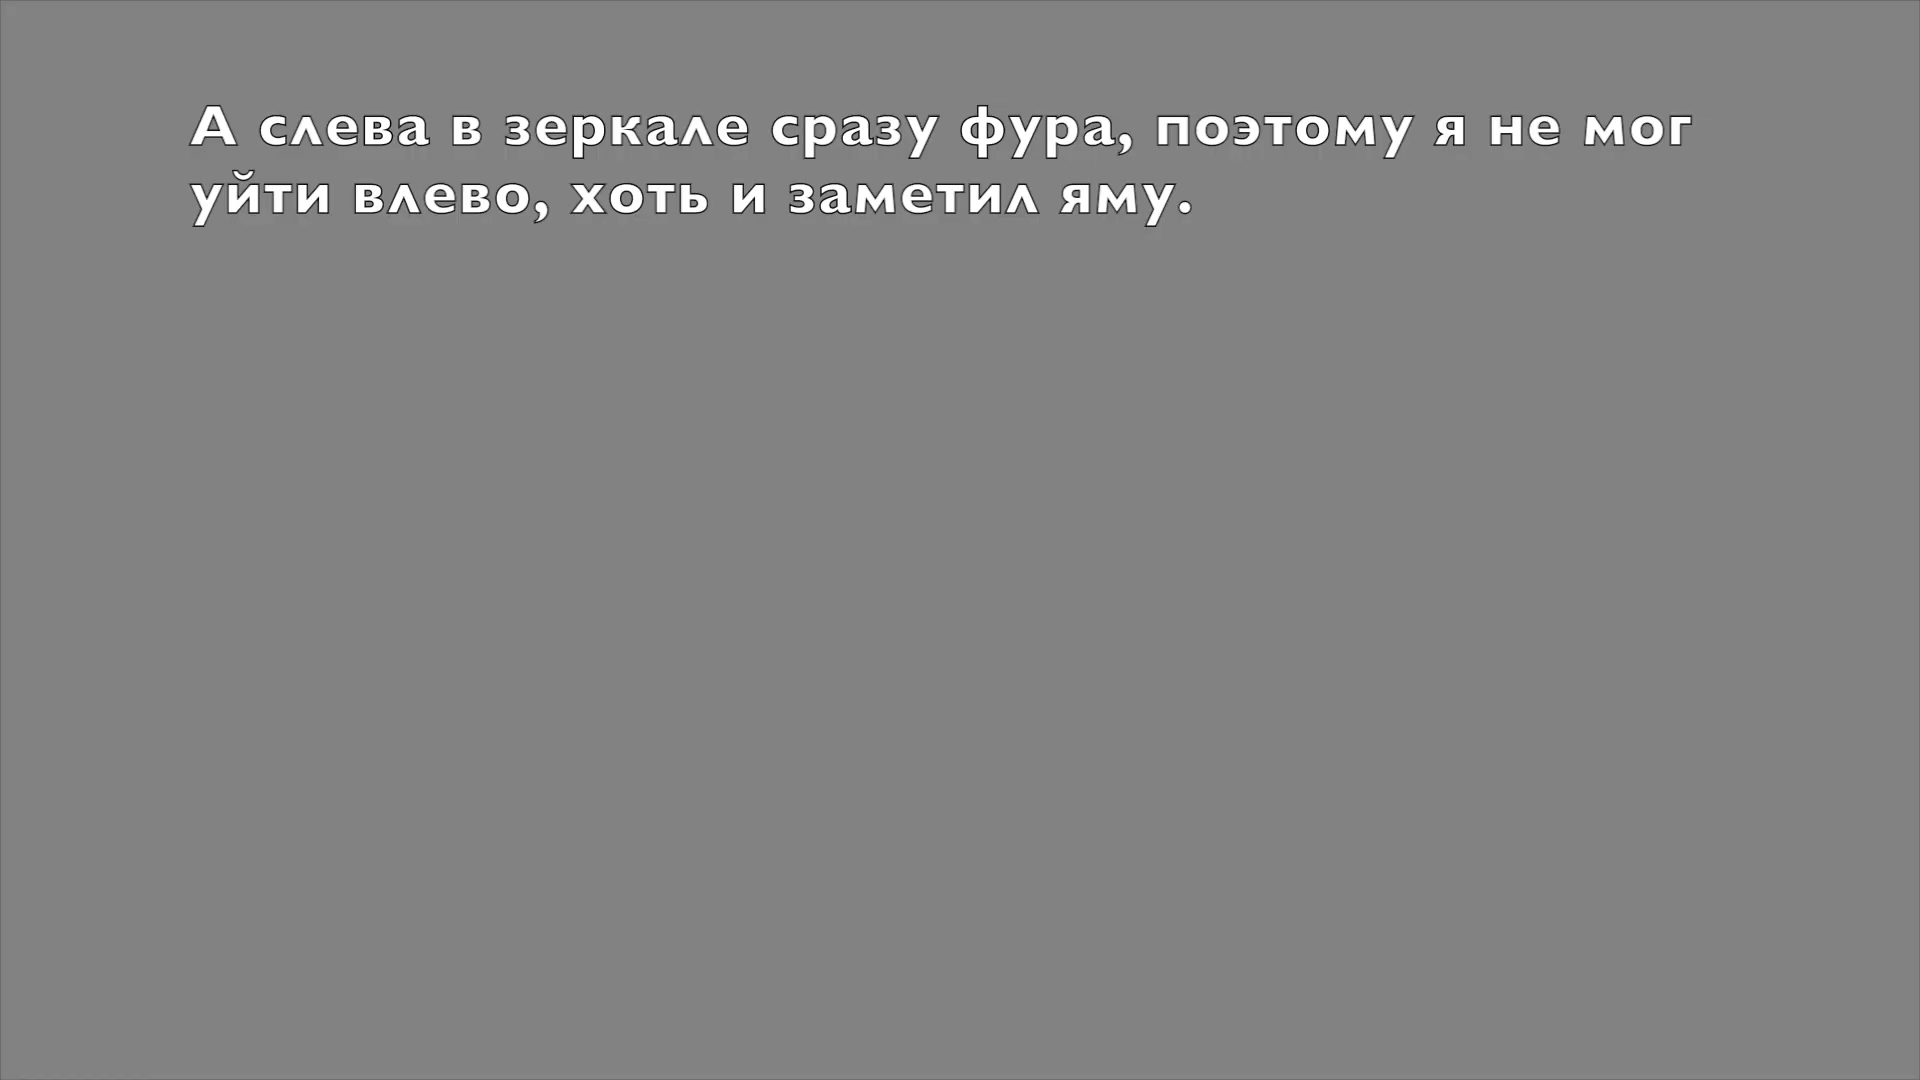 А слева в зеркале сразу фура, поэтому я не мог
уйти влево, хоть и заметил яму.